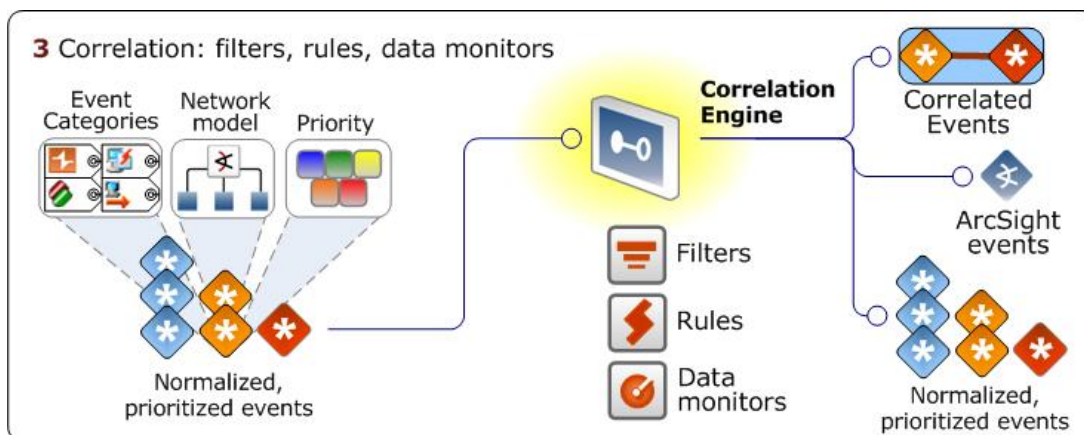 3 Correlation: filters, rules, data monitors
Event
Categories
Network
model
Priority
Normalized,
prioritized events
Correlation
Engine
Filters
Rules
Data
monitors
Correlated
Events
ArcSight
events
Normalized,
prioritized events